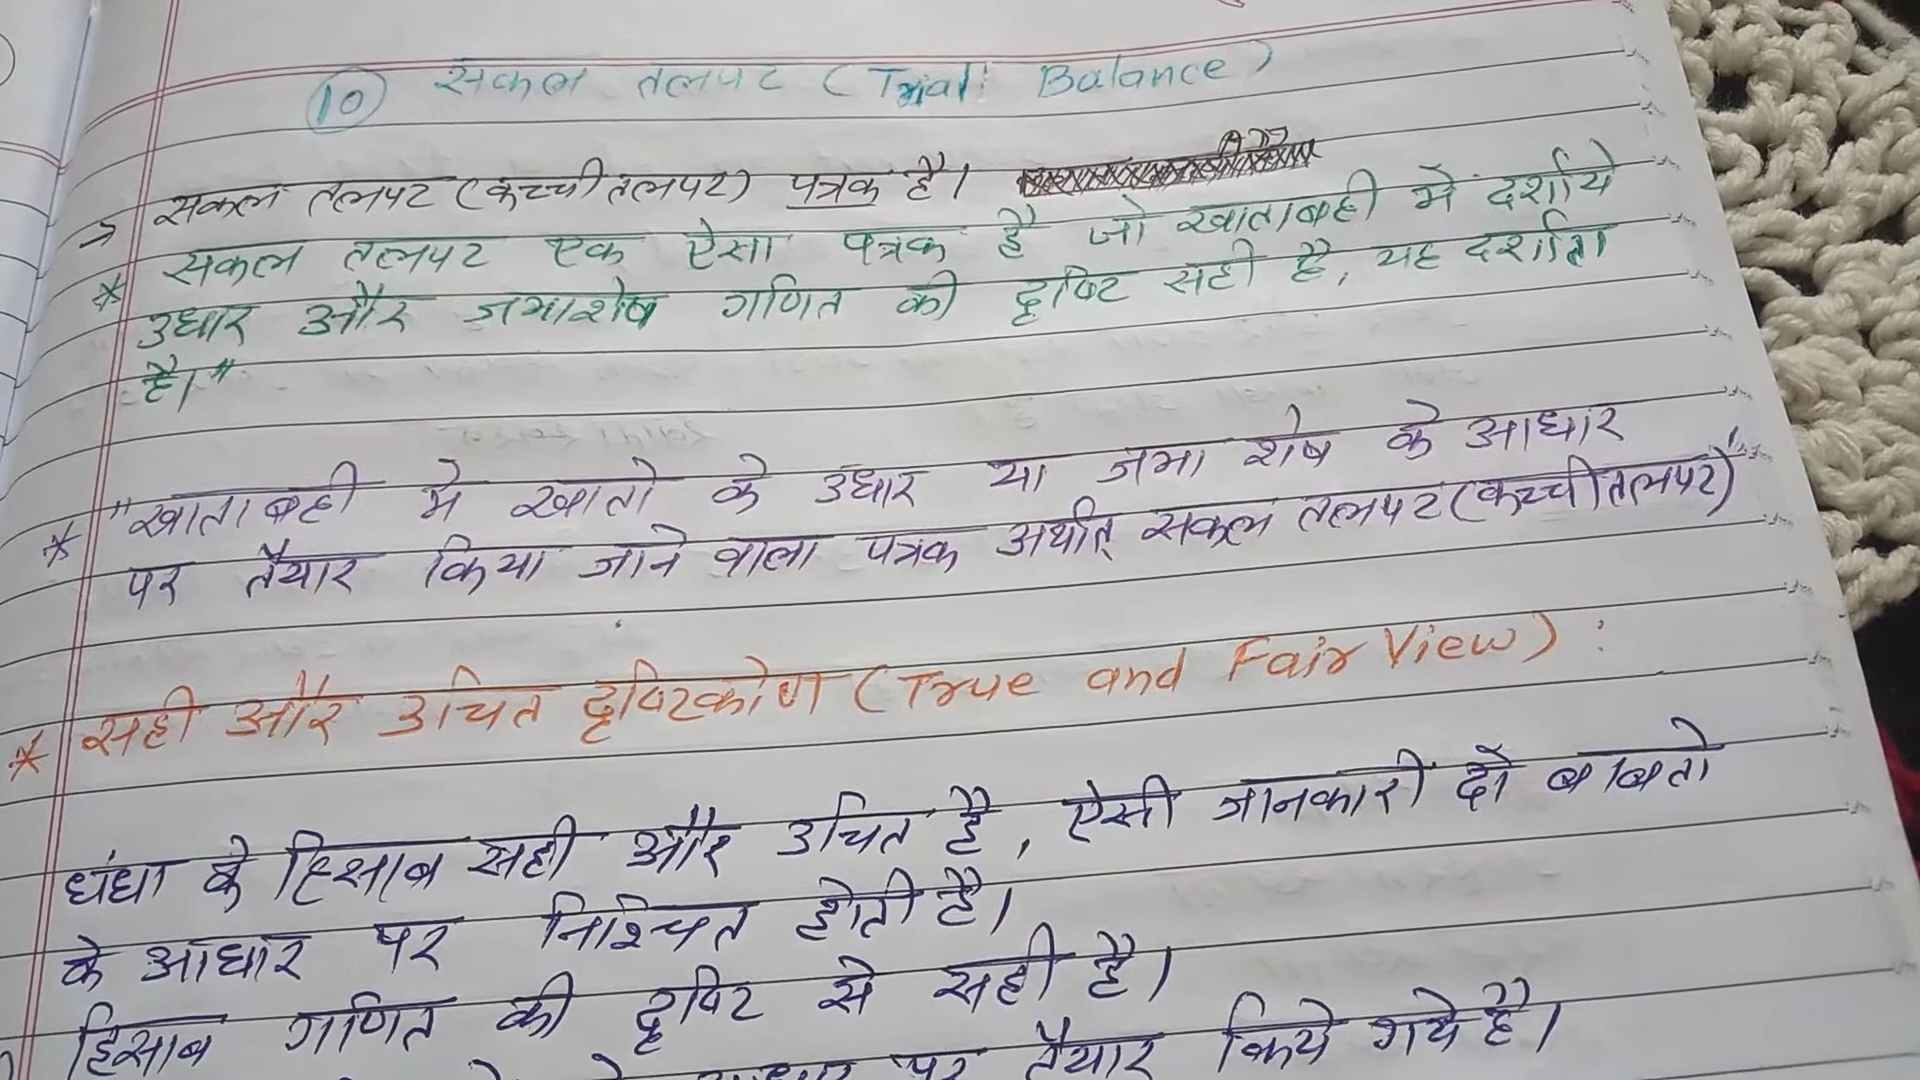 10 सकल तलपट (Trial Balance)
→ सकल तलपट (कच्ची तलपट) पत्रक है।
* सकल तलपट एक ऐसा पत्रक है जो खाताबही में दर्शाये
उधार और जमाशेष गणित की दृष्टि सही है, यह दर्शाता
है।"
* "खाताबही मे खातो के उधार या जमा शेष के आधार
पर तैयार किया जाने वाला पत्रक अर्थात् सकल तलपट (कच्ची तलपट)"
* सही और उचित दृष्टिकोण (True and Fair View) :
धंधा के हिसाब सही और उचित है, ऐसी जानकारी दो बाबतो
के आधार पर निश्चित होती है।
हिसाब गणित की दृष्टि से सही है।
पर तैयार किये गये है।